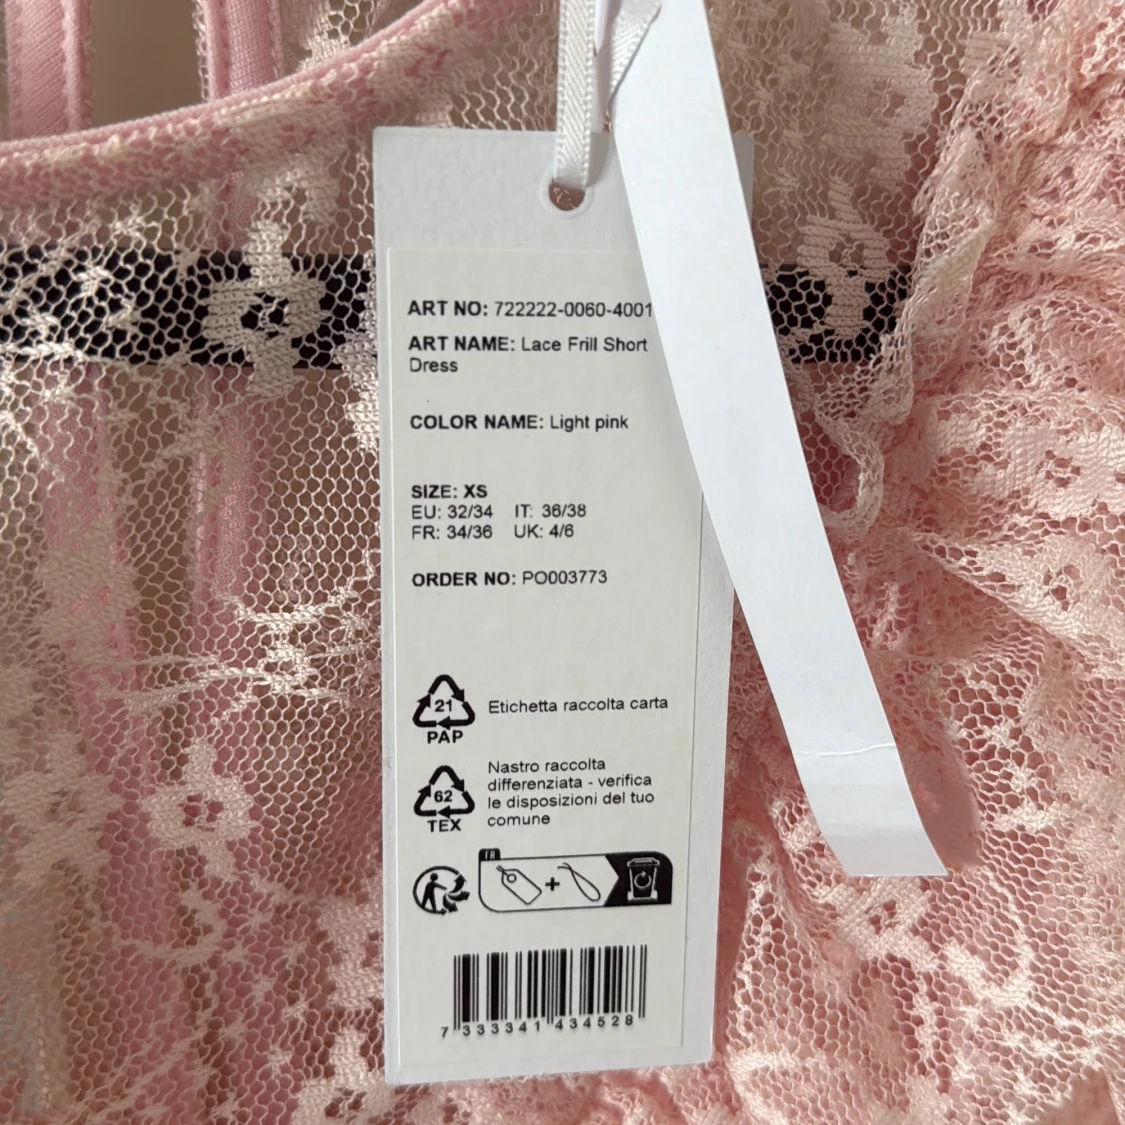 ART NO: 722222-0060-4001
ART NAME: Lace Frill Short
Dress
COLOR NAME: Light pink
SIZE: XS
EU: 32/34 IT: 36/38
FR: 34/36 UK: 4/6
ORDER NO: PO003773
21
PAP
Etichetta raccolta carta
62
TEX
Nastro raccolta
differenziata - verifica
le disposizioni del tuo
comune
FR
+
7 333341 434528